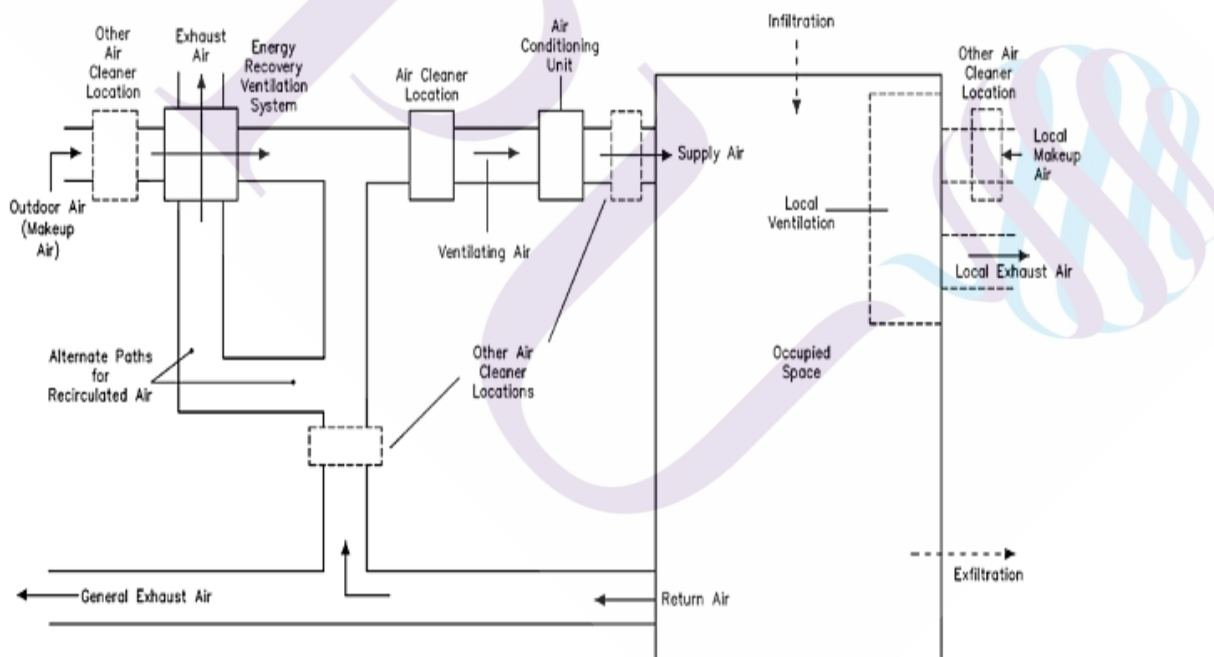 Other
Air
Cleaner
Location
Exhaust
Air
Energy
Recovery
Ventilation
System
Air Cleaner
Location
Air
Conditioning
Unit
Infiltration
Other Air
Cleaner
Location
Outdoor Air
(Makeup
Air)
Ventilating Air
Supply Air
Local
Ventilation
Local
Makeup
Air
Local Exhaust Air
Alternate Paths
for
Recirculated Air
Other Air
Cleaner
Locations
Occupied
Space
General Exhaust Air
Return Air
Exfiltration